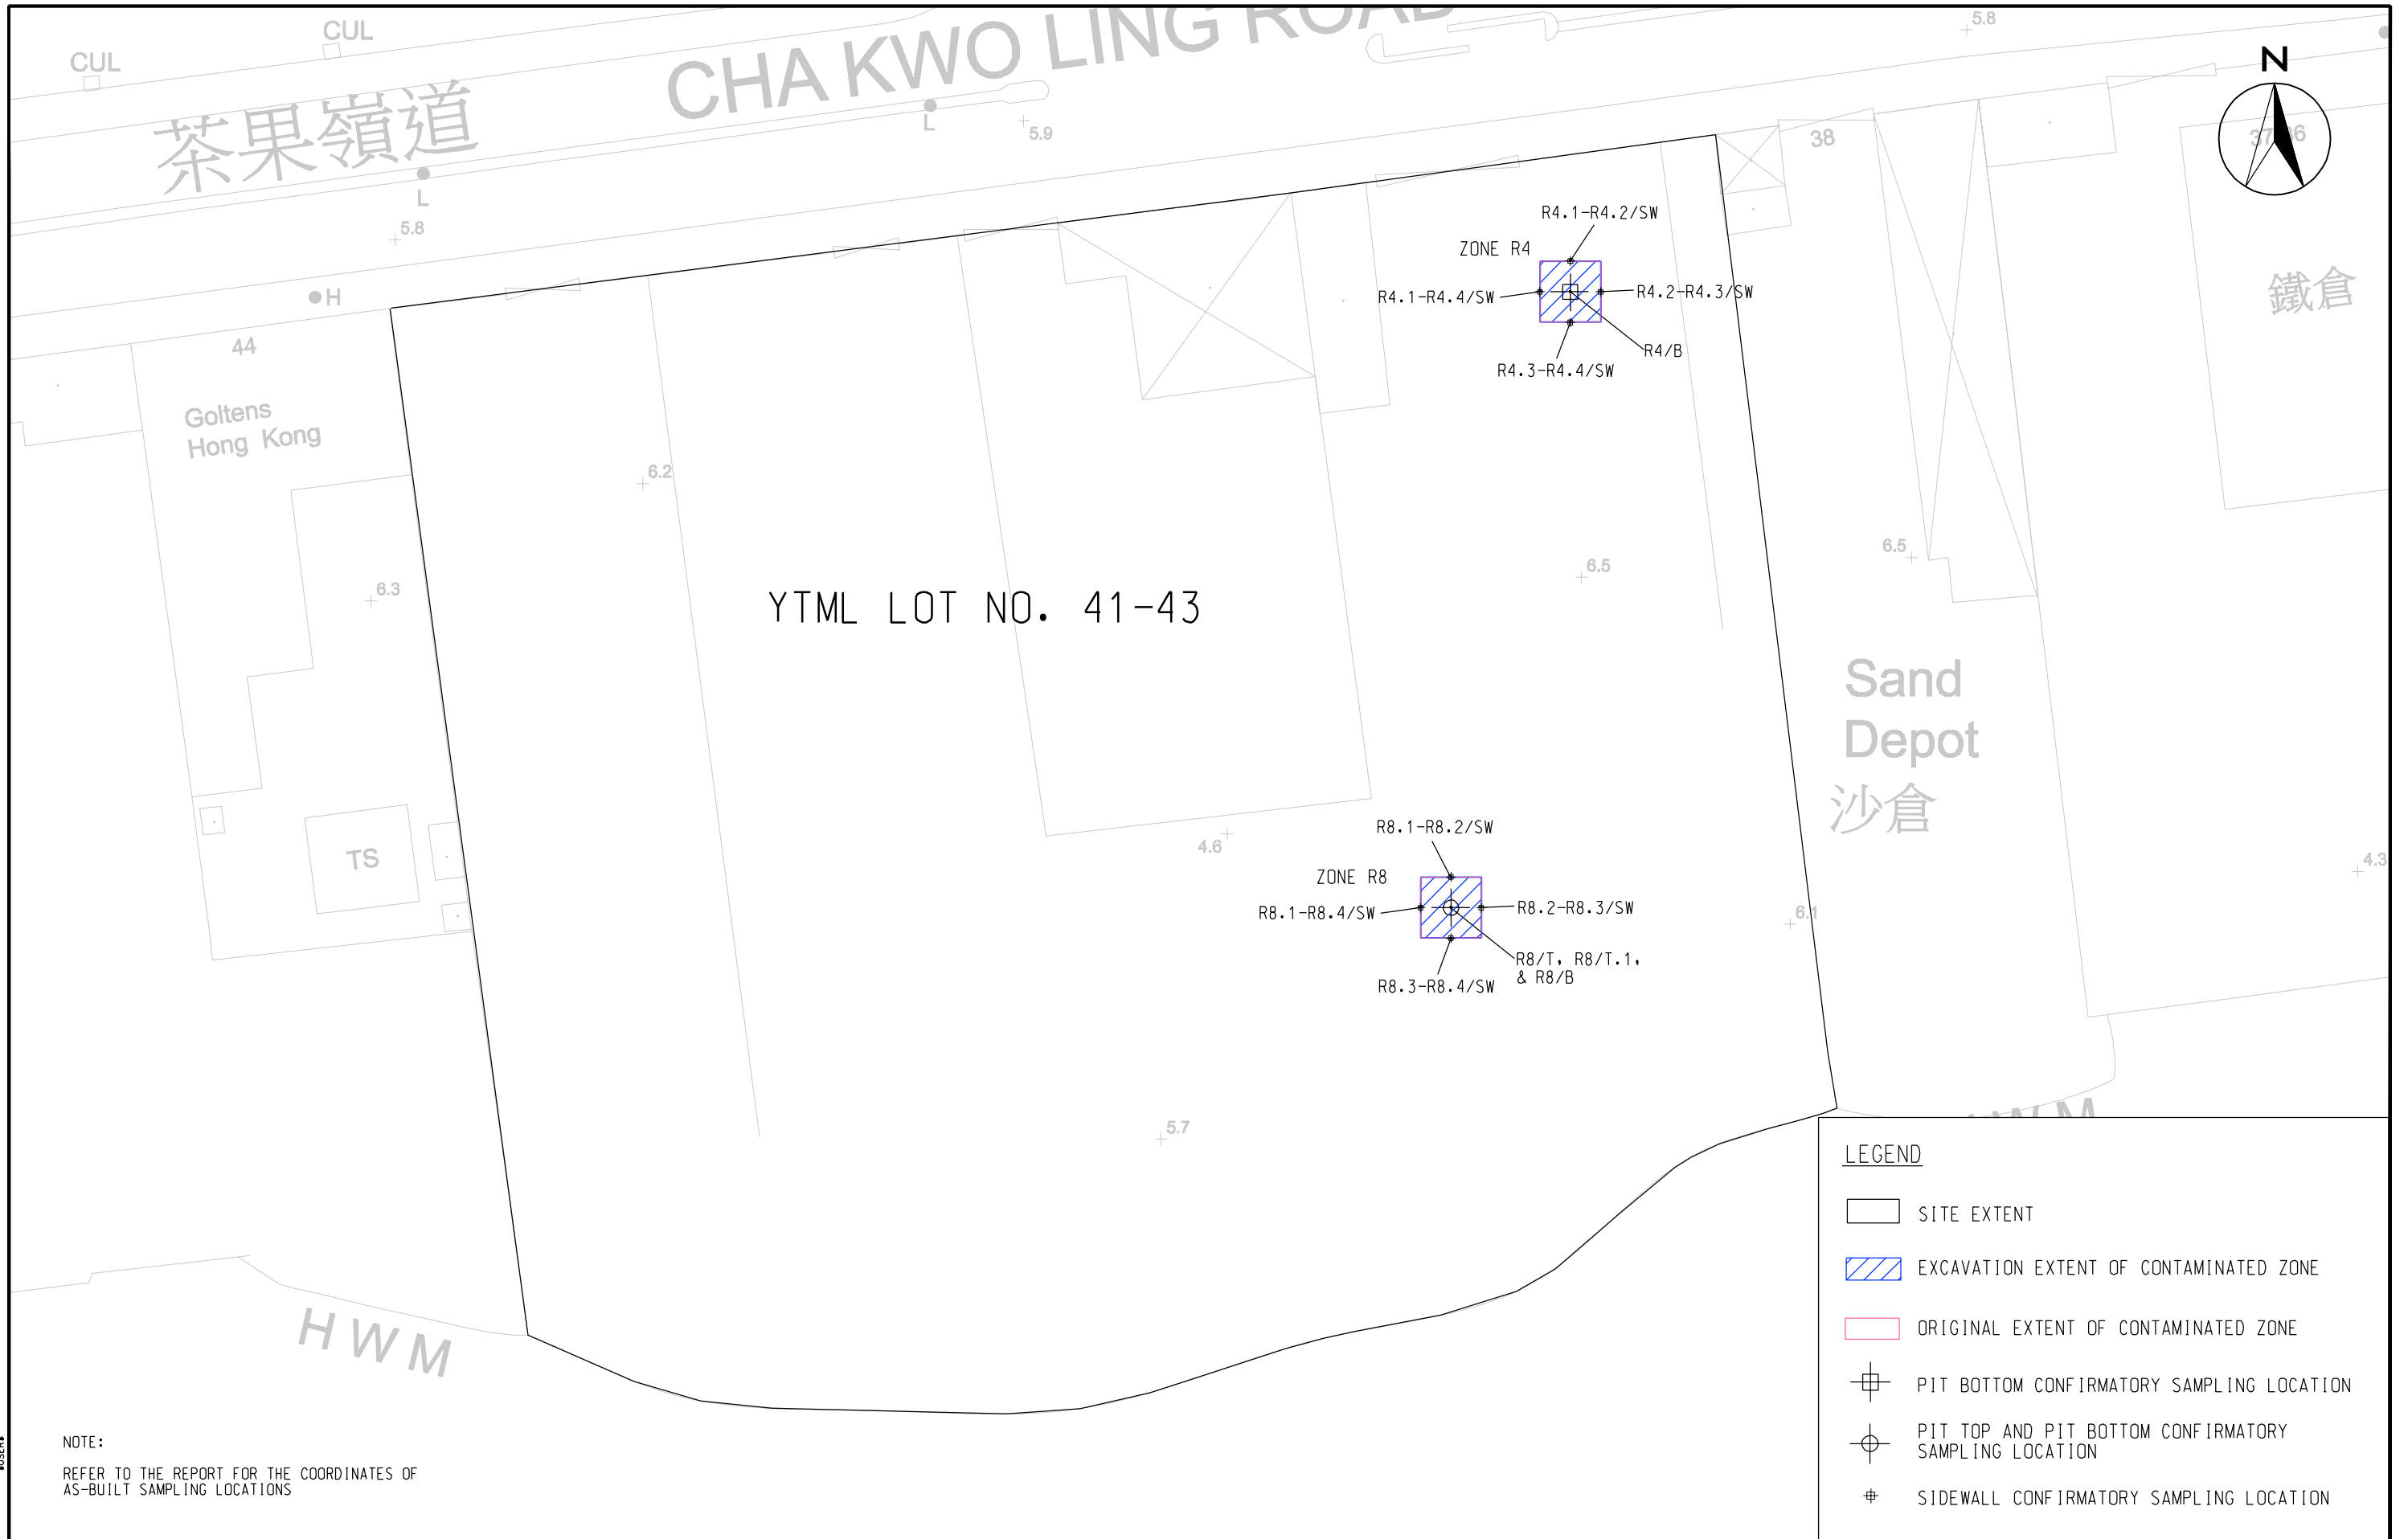 CUL
CUL
CHA KWO LING ROAD
茶果嶺道
5.8
N
L
5.9
L
5.8
38
H
44
Goltens
Hong Kong
R4.1-R4.2/SW
ZONE R4
R4.1-R4.4/SW
R4.2-R4.3/SW
R4/B
R4.3-R4.4/SW
鐵倉
6.2
6.3
6.5
6.5
YTML LOT NO. 41-43
Sand
Depot
沙倉
TS
4.6
4.3
6.1
R8.1-R8.2/SW
ZONE R8
R8.1-R8.4/SW
R8.2-R8.3/SW
R8/T, R8/T.1,
& R8/B
R8.3-R8.4/SW
5.7
HWM
HWM
LEGEND
SITE EXTENT
EXCAVATION EXTENT OF CONTAMINATED ZONE
ORIGINAL EXTENT OF CONTAMINATED ZONE
PIT BOTTOM CONFIRMATORY SAMPLING LOCATION
PIT TOP AND PIT BOTTOM CONFIRMATORY
SAMPLING LOCATION
SIDEWALL CONFIRMATORY SAMPLING LOCATION
NOTE:
REFER TO THE REPORT FOR THE COORDINATES OF
AS-BUILT SAMPLING LOCATIONS